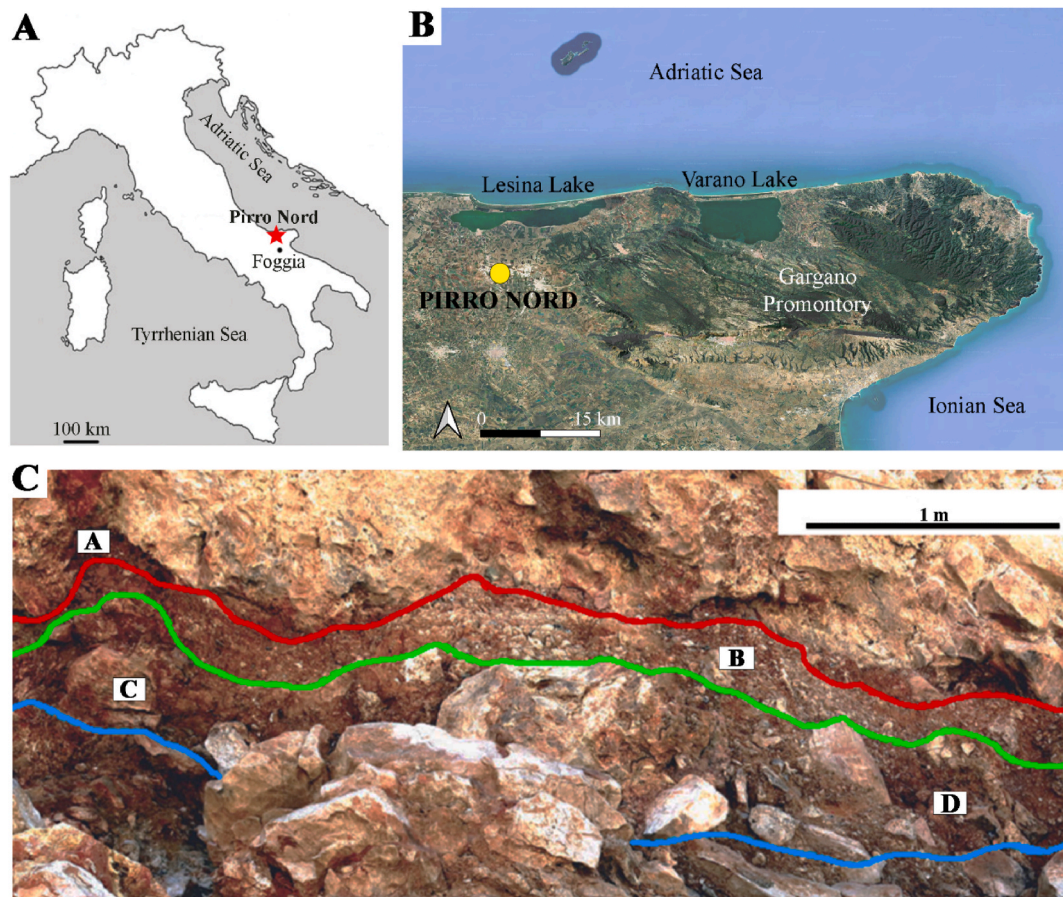 A
Adriatic Sea
Pirro Nord
Foggia
Tyrrhenian Sea
100 km
B
Adriatic Sea
Lesina Lake
Varano Lake
PIRRO NORD
Gargano
Promontory
Ionian Sea
0
15 km
C
1 m
A
B
C
D